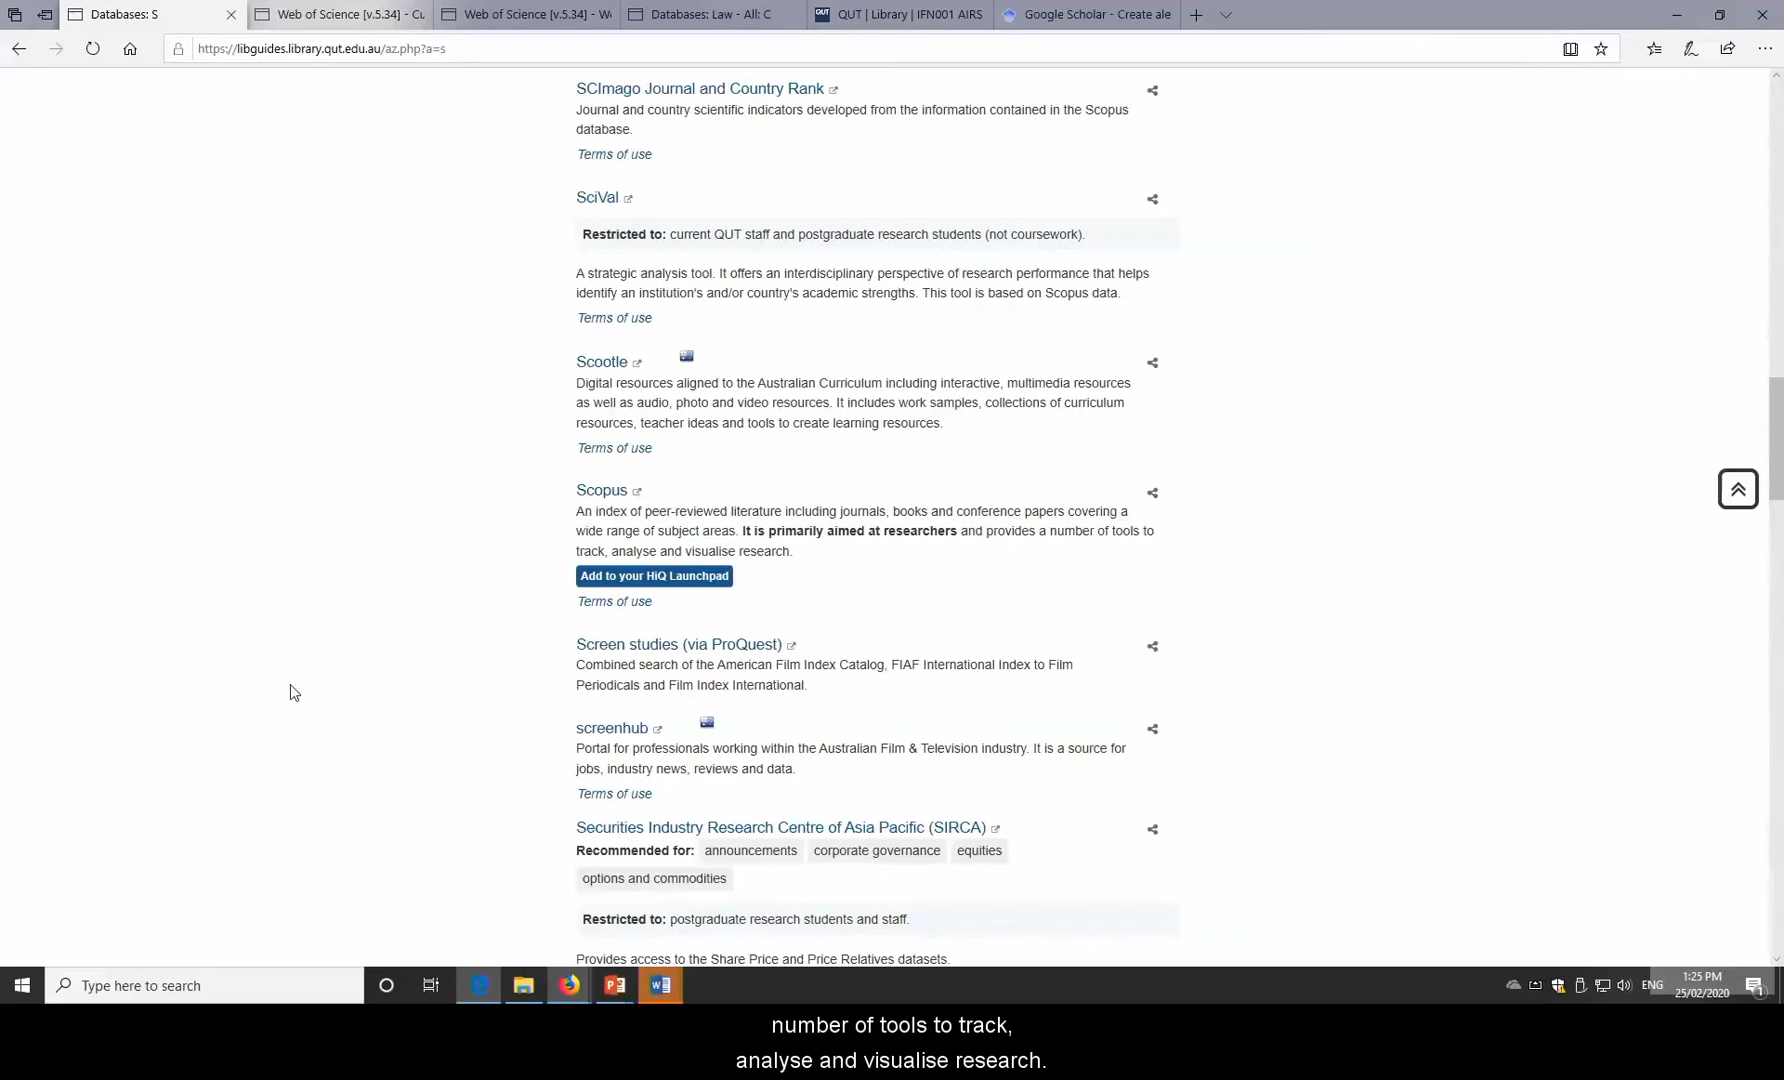 Databases: S
Web of Science [v.5.34] - Cu
Web of Science [v.5.34] - We
Databases: Law - All: C
QUT | Library | IFN001 AIRS
Google Scholar - Create ale
https://libguides.library.qut.edu.au/az.php?a=s
SCImago Journal and Country Rank
Journal and country scientific indicators developed from the information contained in the Scopus
database.
Terms of use
SciVal
Restricted to: current QUT staff and postgraduate research students (not coursework).
A strategic analysis tool. It offers an interdisciplinary perspective of research performance that helps
identify an institution's and/or country's academic strengths. This tool is based on Scopus data.
Terms of use
Scootle
Digital resources aligned to the Australian Curriculum including interactive, multimedia resources
as well as audio, photo and video resources. It includes work samples, collections of curriculum
resources, teacher ideas and tools to create learning resources.
Terms of use
Scopus
An index of peer-reviewed literature including journals, books and conference papers covering a
wide range of subject areas. It is primarily aimed at researchers and provides a number of tools to
track, analyse and visualise research.
Add to your HiQ Launchpad
Terms of use
Screen studies (via ProQuest)
Combined search of the American Film Index Catalog, FIAF International Index to Film
Periodicals and Film Index International.
screenhub
Portal for professionals working within the Australian Film & Television industry. It is a source for
jobs, industry news, reviews and data.
Terms of use
Securities Industry Research Centre of Asia Pacific (SIRCA)
Recommended for: announcements corporate governance equities
options and commodities
Restricted to: postgraduate research students and staff.
Provides access to the Share Price and Price Relatives datasets.
Type here to search
ENG
1:25 PM
25/02/2020
number of tools to track,
analyse and visualise research.